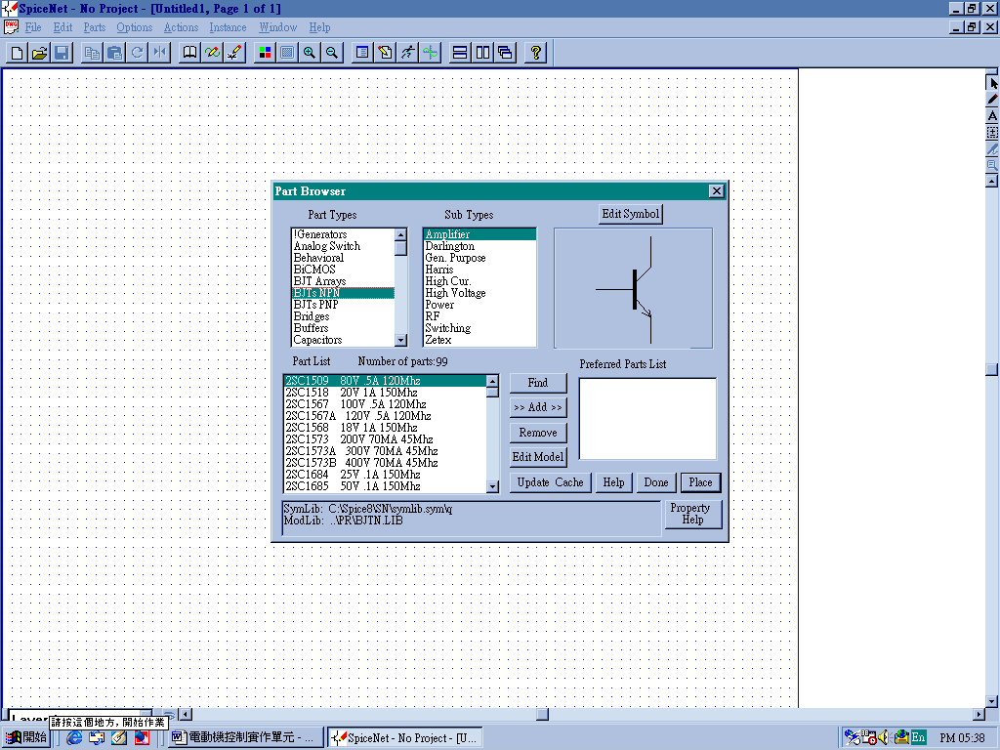 SpiceNet - No Project - [Untitled1, Page 1 of 1]
File Edit Parts Options Actions Instance Window Help
Part Browser
Part Types
Sub Types
Edit Symbol
!Generators
Analog Switch
Behavioral
BiCMOS
BJT Arrays
BJTs NPN
BJTs PNP
Bridges
Buffers
Capacitors
Amplifier
Darlington
Gen. Purpose
Harris
High Cur.
High Voltage
Power
RF
Switching
Zetex
Part List
Number of parts:99
Preferred Parts List
2SC1509 80V .5A 120Mhz
2SC1518 20V 1A 150Mhz
2SC1567 100V .5A 120Mhz
2SC1567A 120V .5A 120Mhz
2SC1568 18V 1A 150Mhz
2SC1573 200V 70MA 45Mhz
2SC1573A 300V 70MA 45Mhz
2SC1573B 400V 70MA 45Mhz
2SC1684 25V .1A 150Mhz
2SC1685 50V .1A 150Mhz
Find
>> Add >>
Remove
Edit Model
Update Cache Help Done Place
SymLib: C:\Spice8\SN\symlib.sym\q
ModLib: ..\PR\BJTN.LIB
Property Help
請按這個地方, 開始作業
開始
電動機控制實作單元 - ...
SpiceNet - No Project - [U...
En
PM 05:38